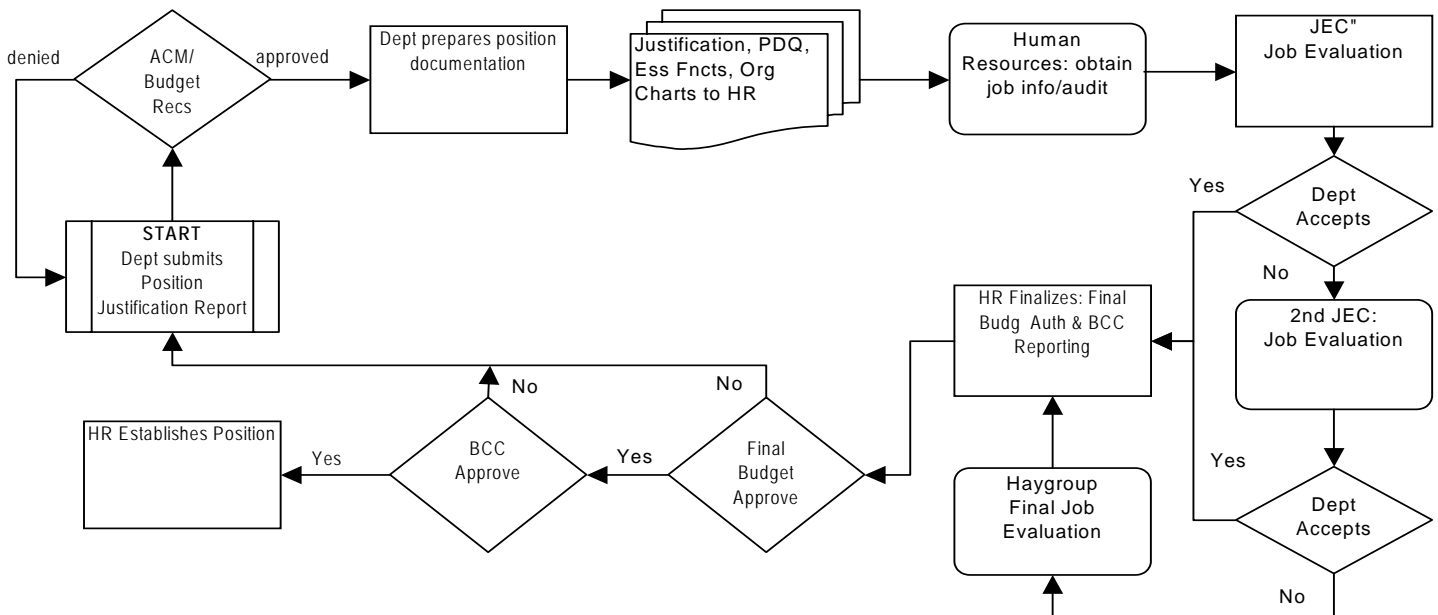 denied
ACM/
Budget
Recs
approved
Dept prepares position
documentation
Justification, PDQ,
Ess Fncts, Org
Charts to HR
Human
Resources: obtain
job info/audit
JEC"
Job Evaluation
START
Dept submits
Position
Justification Report
Yes
Dept
Accepts
No
2nd JEC:
Job Evaluation
HR Finalizes: Final
Budg Auth & BCC
Reporting
No
No
HR Establishes Position
Yes
BCC
Approve
Yes
Final
Budget
Approve
Haygroup
Final Job
Evaluation
Yes
Dept
Accepts
No